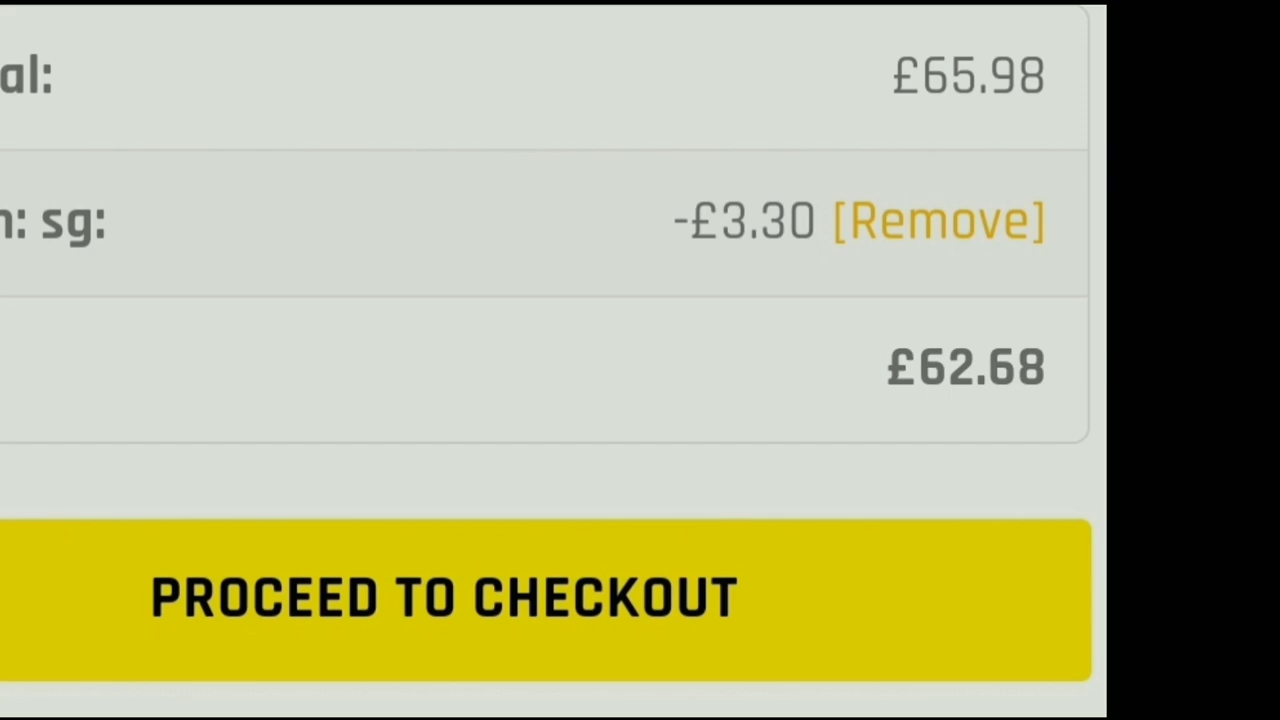 al: £65.98
n: sg: -£3.30 [Remove]
£62.68
PROCEED TO CHECKOUT